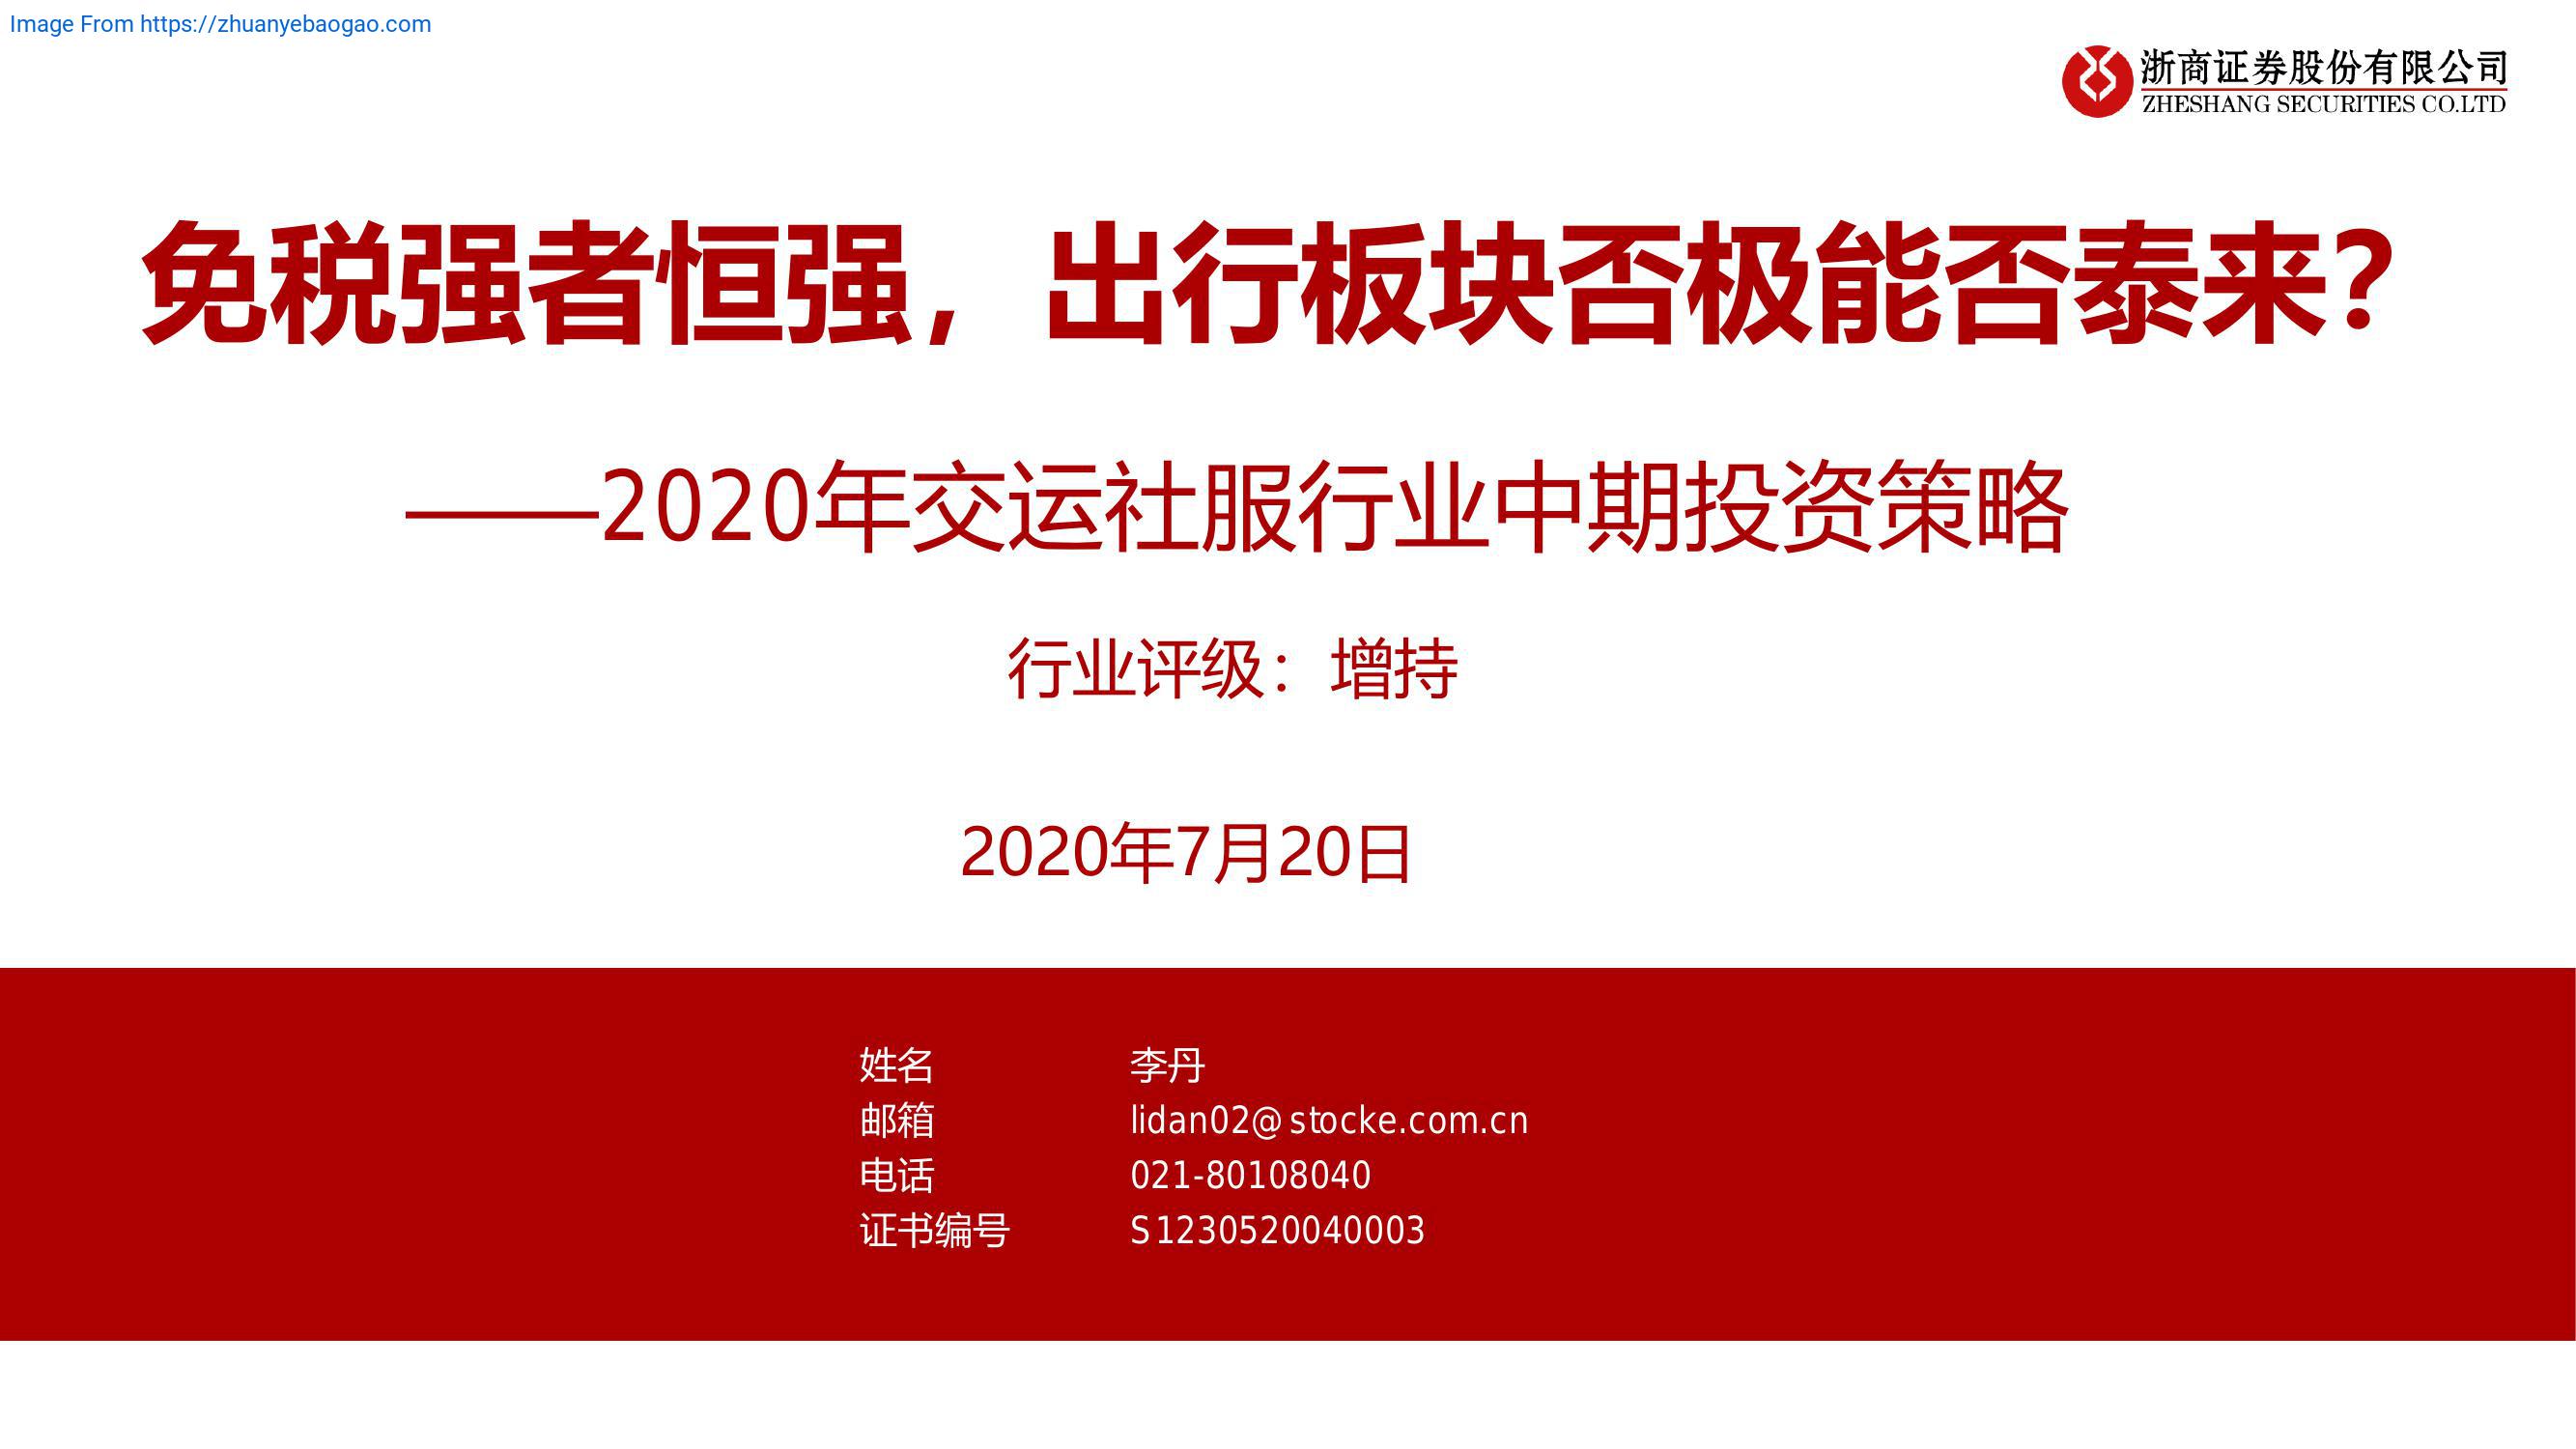 Image From https://zhuanyebaogao.com
浙商证券股份有限公司
ZHESHANG SECURITIES CO.LTD
免税强者恒强，出行板块否极能否泰来？
——2020年交运社服行业中期投资策略
行业评级：增持
2020年7月20日
姓名 李丹
邮箱 lidan02@stocke.com.cn
电话 021-80108040
证书编号 S1230520040003